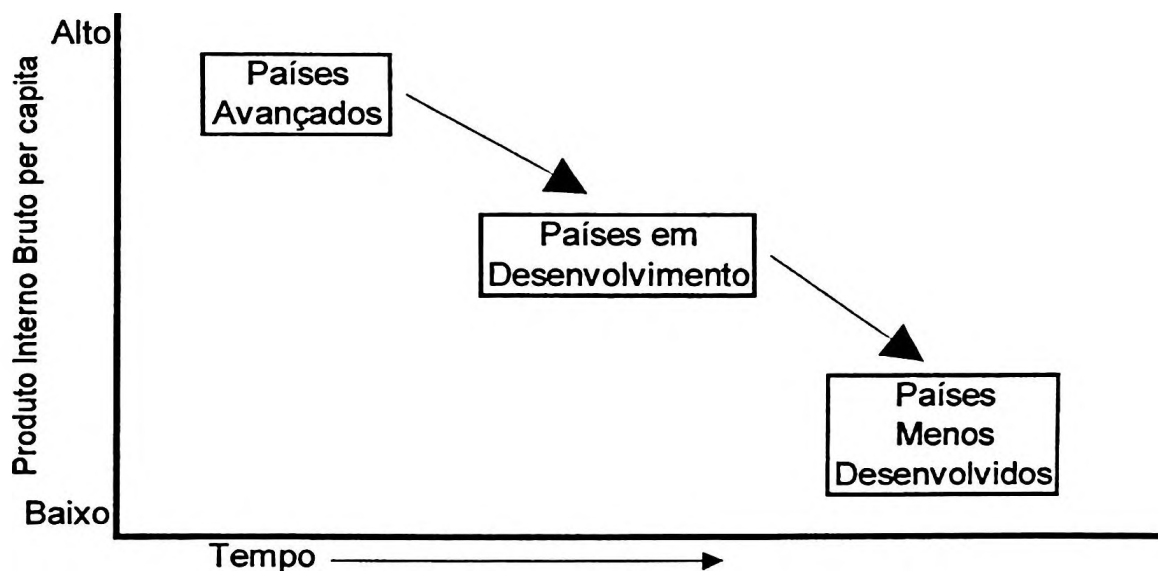 Alto
Produto Interno Bruto per capita
Baixo
Países
Avançados
Países em
Desenvolvimento
Países
Menos
Desenvolvidos
Tempo